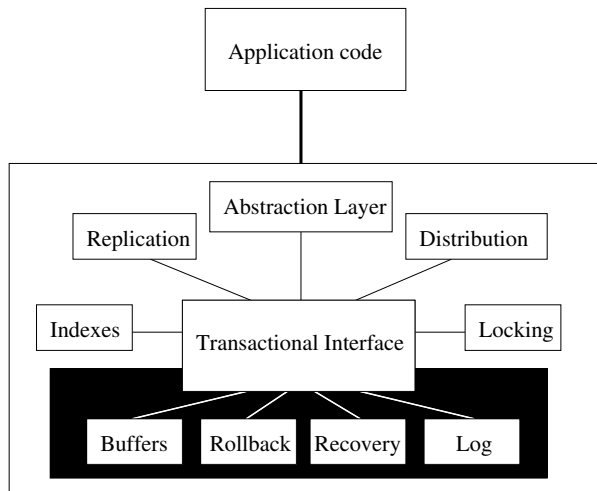 Application code
Abstraction Layer
Replication
Distribution
Indexes
Transactional Interface
Locking
Buffers
Rollback
Recovery
Log